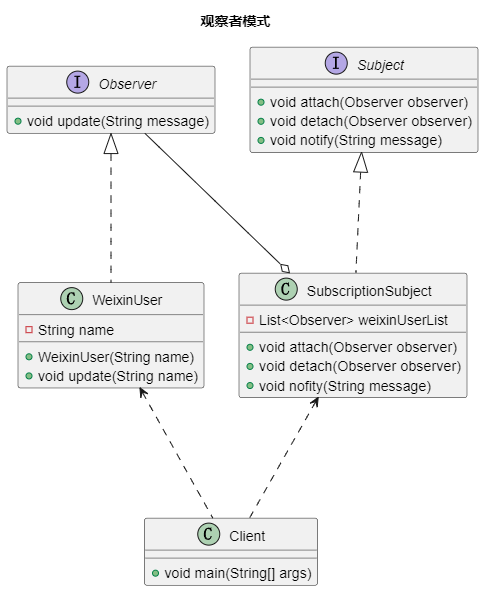 观察者模式
I Observer
void update(String message)
I Subject
void attach(Observer observer)
void detach(Observer observer)
void notify(String message)
C WeixinUser
String name
WeixinUser(String name)
void update(String name)
C SubscriptionSubject
List<Observer> weixinUserList
void attach(Observer observer)
void detach(Observer observer)
void nofity(String message)
C Client
void main(String[] args)